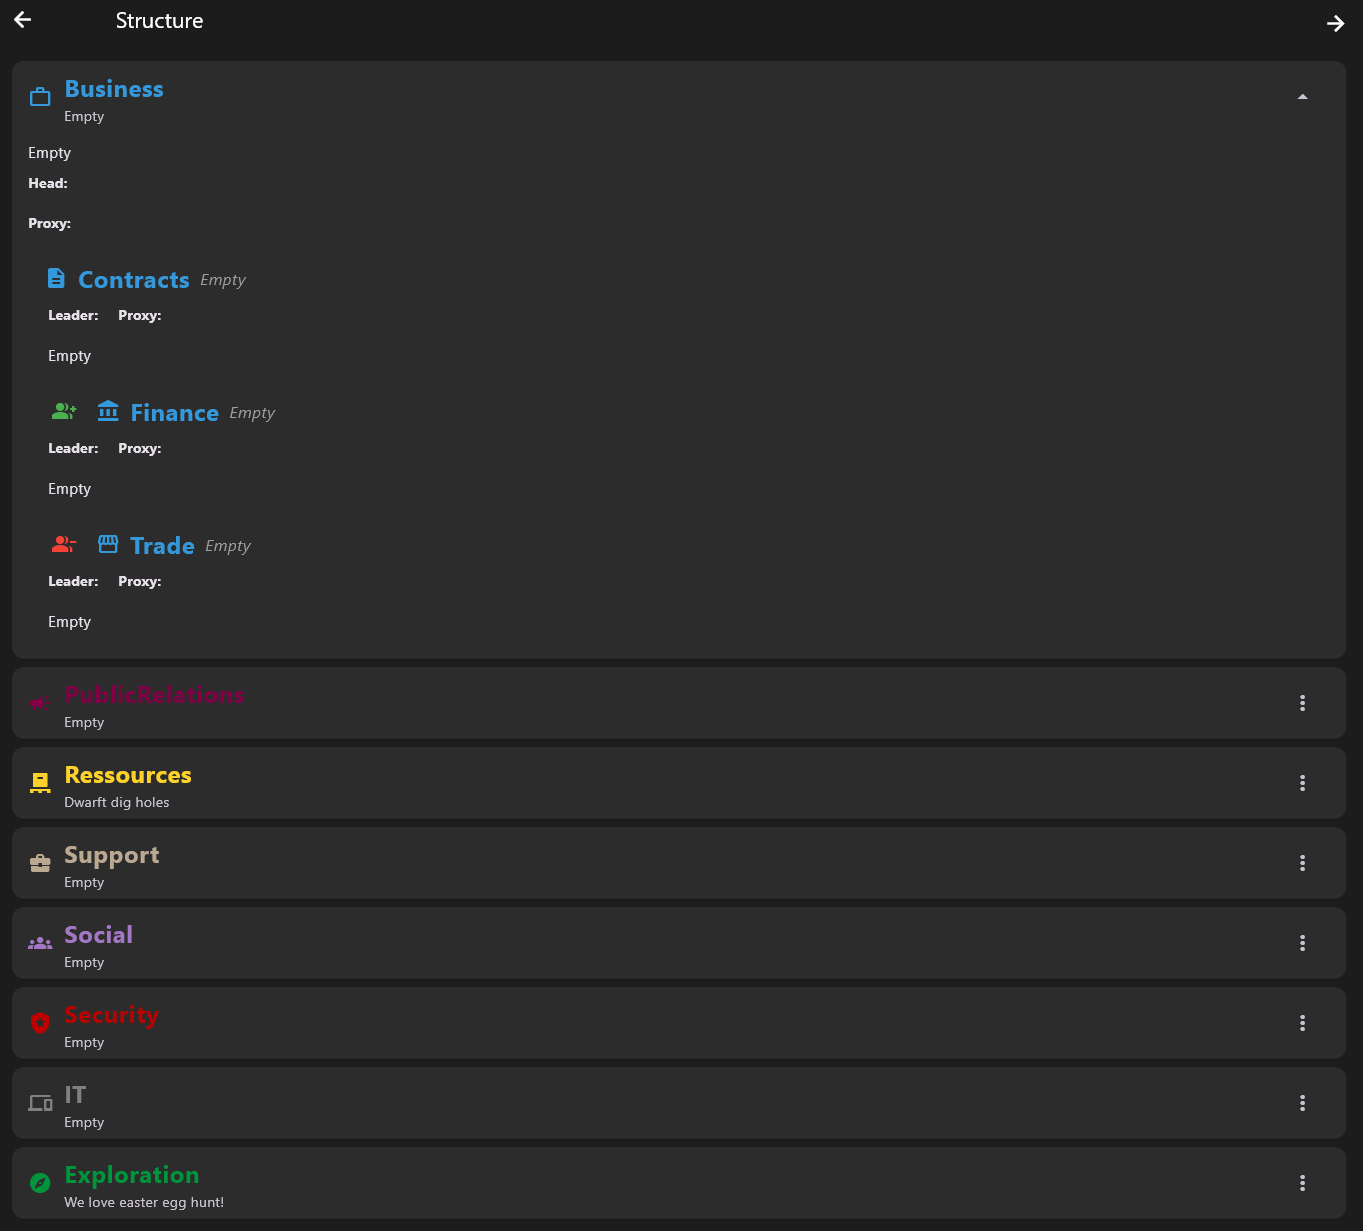 Structure
Business
Empty
Empty
Head:
Proxy:
Contracts Empty
Leader: Proxy:
Empty
Finance Empty
Leader: Proxy:
Empty
Trade Empty
Leader: Proxy:
Empty
PublicRelations
Empty
Ressources
Dwarft dig holes
Support
Empty
Social
Empty
Security
Empty
IT
Empty
Exploration
We love easter egg hunt!